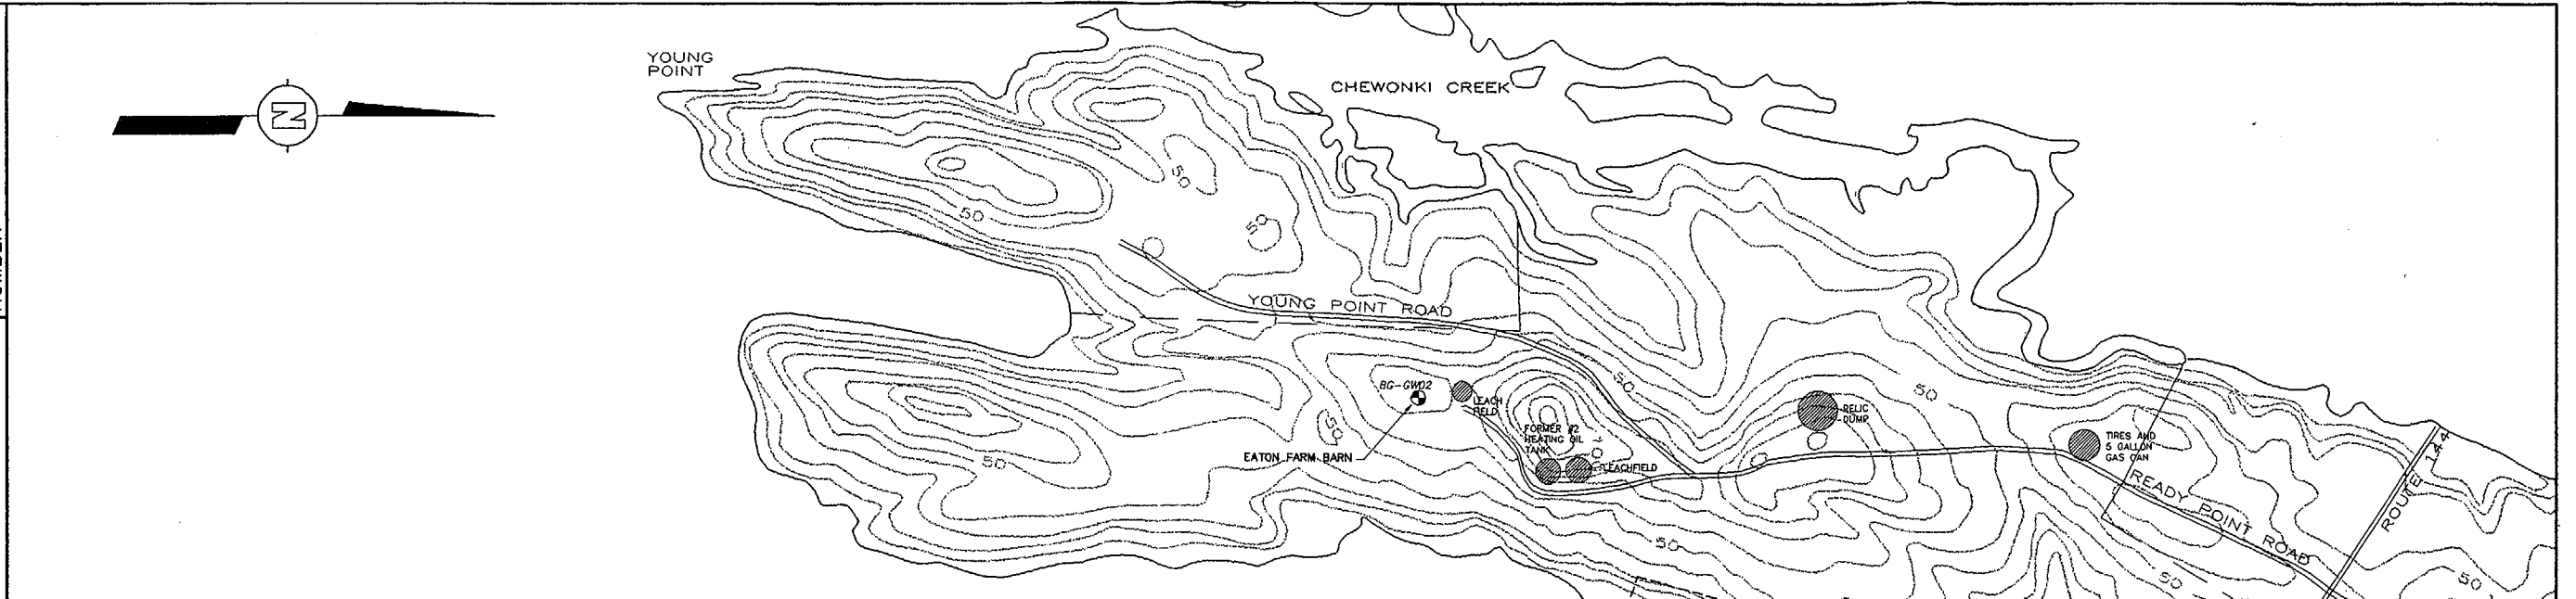 YOUNG
POINT
N
CHEWONKI CREEK
50
50
50
YOUNG POINT ROAD
BG-GW02
LEACH
FIELD
50
50
RELIC
DUMP
50
FORMER #2
HEATING OIL
TANK
EATON FARM BARN
LEACHFIELD
50
TIRES AND
5 GALLON
GAS CAN
READY POINT ROAD
ROUTE 144
50
50
50